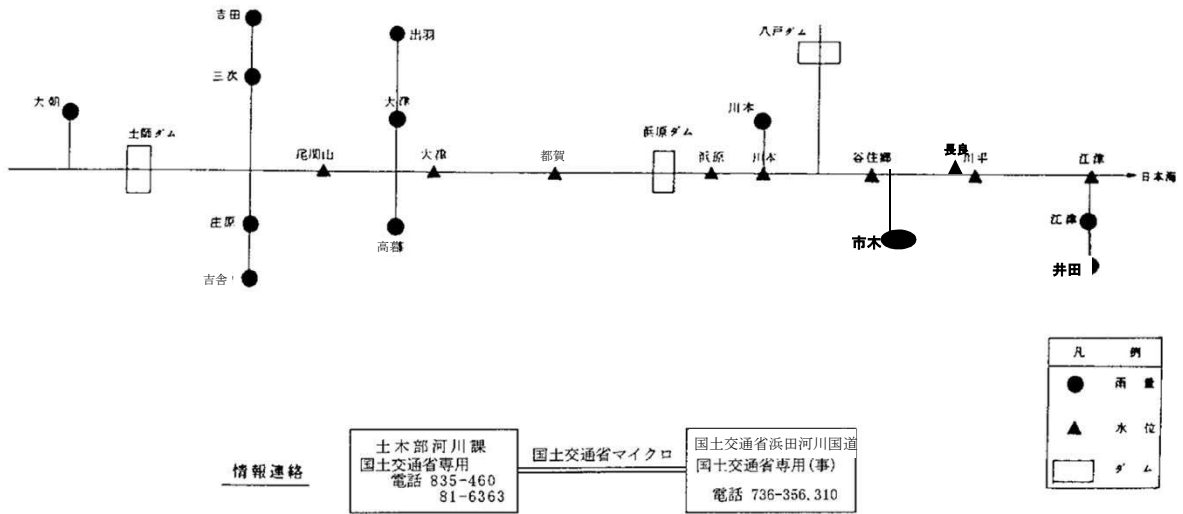 吉田
出羽
八戸ダム
三次
大朝
大津
川本
土師ダム
浜原ダム
尾関山
大津
都賀
浜原
川本
谷住郷
長良
川平
江津
日本海
庄原
高暮
市木
江津
吉舎
井田
凡例
雨量
水位
ダム
情報連絡
土木部河川課
国土交通省専用
電話 835-460
81-6363
国土交通省マイクロ
国土交通省浜田河川国道
国土交通省専用(事)
電話 736-356.310